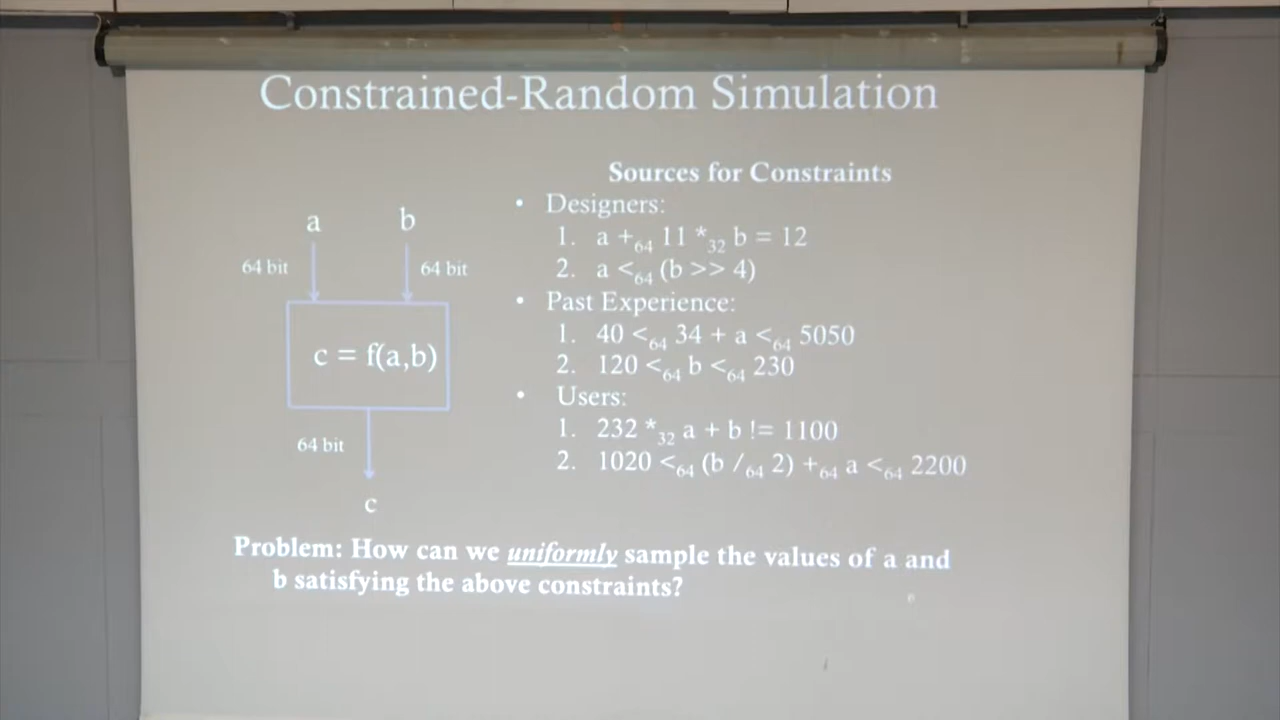 Constrained-Random Simulation
a
b
64 bit
64 bit
c = f(a,b)
64 bit
c
Sources for Constraints
• Designers:
1. a +₆₄ 11 *₃₂ b = 12
2. a <₆₄ (b >> 4)
• Past Experience:
1. 40 <₆₄ 34 + a <₆₄ 5050
2. 120 <₆₄ b <₆₄ 230
• Users:
1. 232 *₃₂ a + b != 1100
2. 1020 <₆₄ (b /₆₄ 2) +₆₄ a <₆₄ 2200
Problem: How can we uniformly sample the values of a and
b satisfying the above constraints?